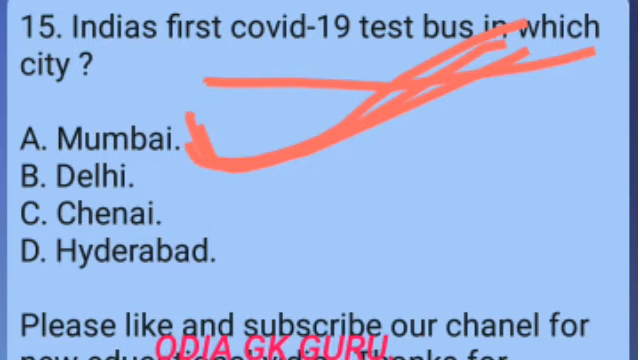 15. Indias first covid-19 test bus in which
city ?
A. Mumbai.
B. Delhi.
C. Chenai.
D. Hyderabad.
Please like and subscribe our chanel for
ODIA GK GURU